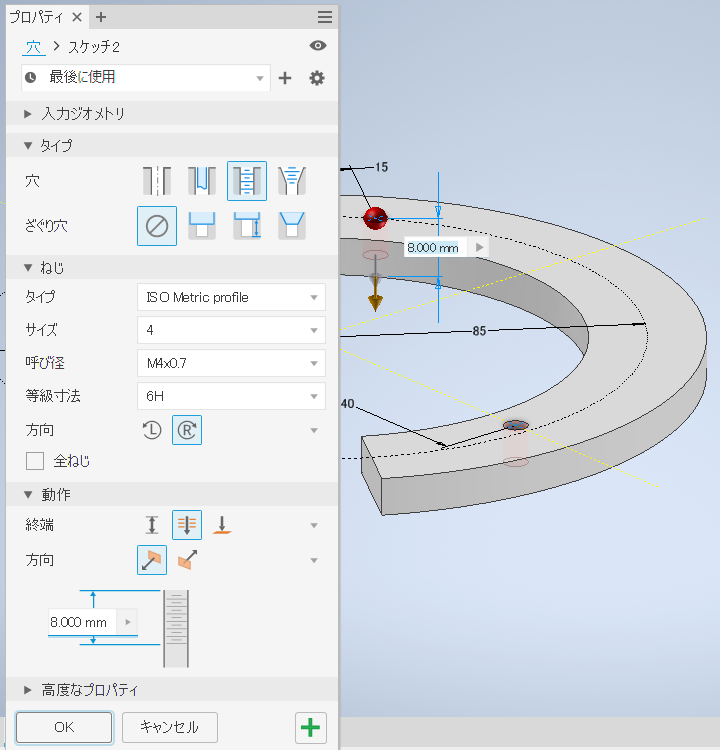 プロパティ × +
穴 > スケッチ2
最後に使用
入力ジオメトリ
タイプ
穴
ざぐり穴
ねじ
タイプ ISO Metric profile
サイズ 4
呼び径 M4x0.7
等級寸法 6H
方向 L R
全ねじ
動作
終端
方向
8.000 mm
高度なプロパティ
OK キャンセル
15
8.000 mm
85
40